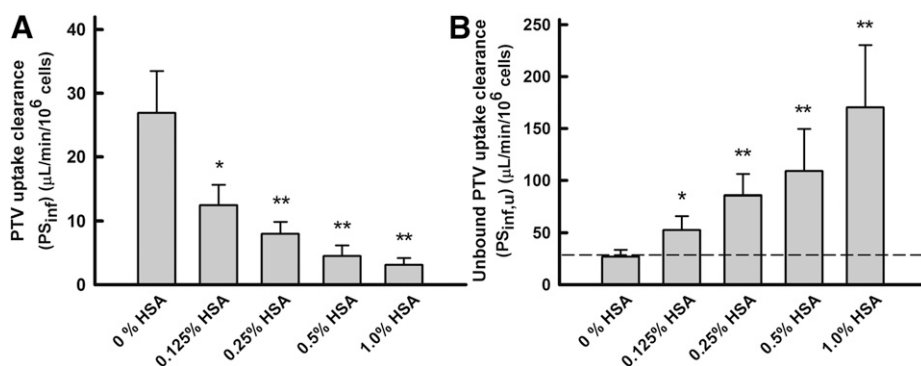 A
PTV uptake clearance
(PSinf) (µL/min/10⁶ cells)
40
30
20
10
0
*
**
**
**
0 % HSA
0.125% HSA
0.25% HSA
0.5% HSA
1.0% HSA
B
Unbound PTV uptake clearance
(PSinf,u) (µL/min/10⁶ cells)
250
200
150
100
50
0
*
**
**
**
0 % HSA
0.125% HSA
0.25% HSA
0.5% HSA
1.0% HSA